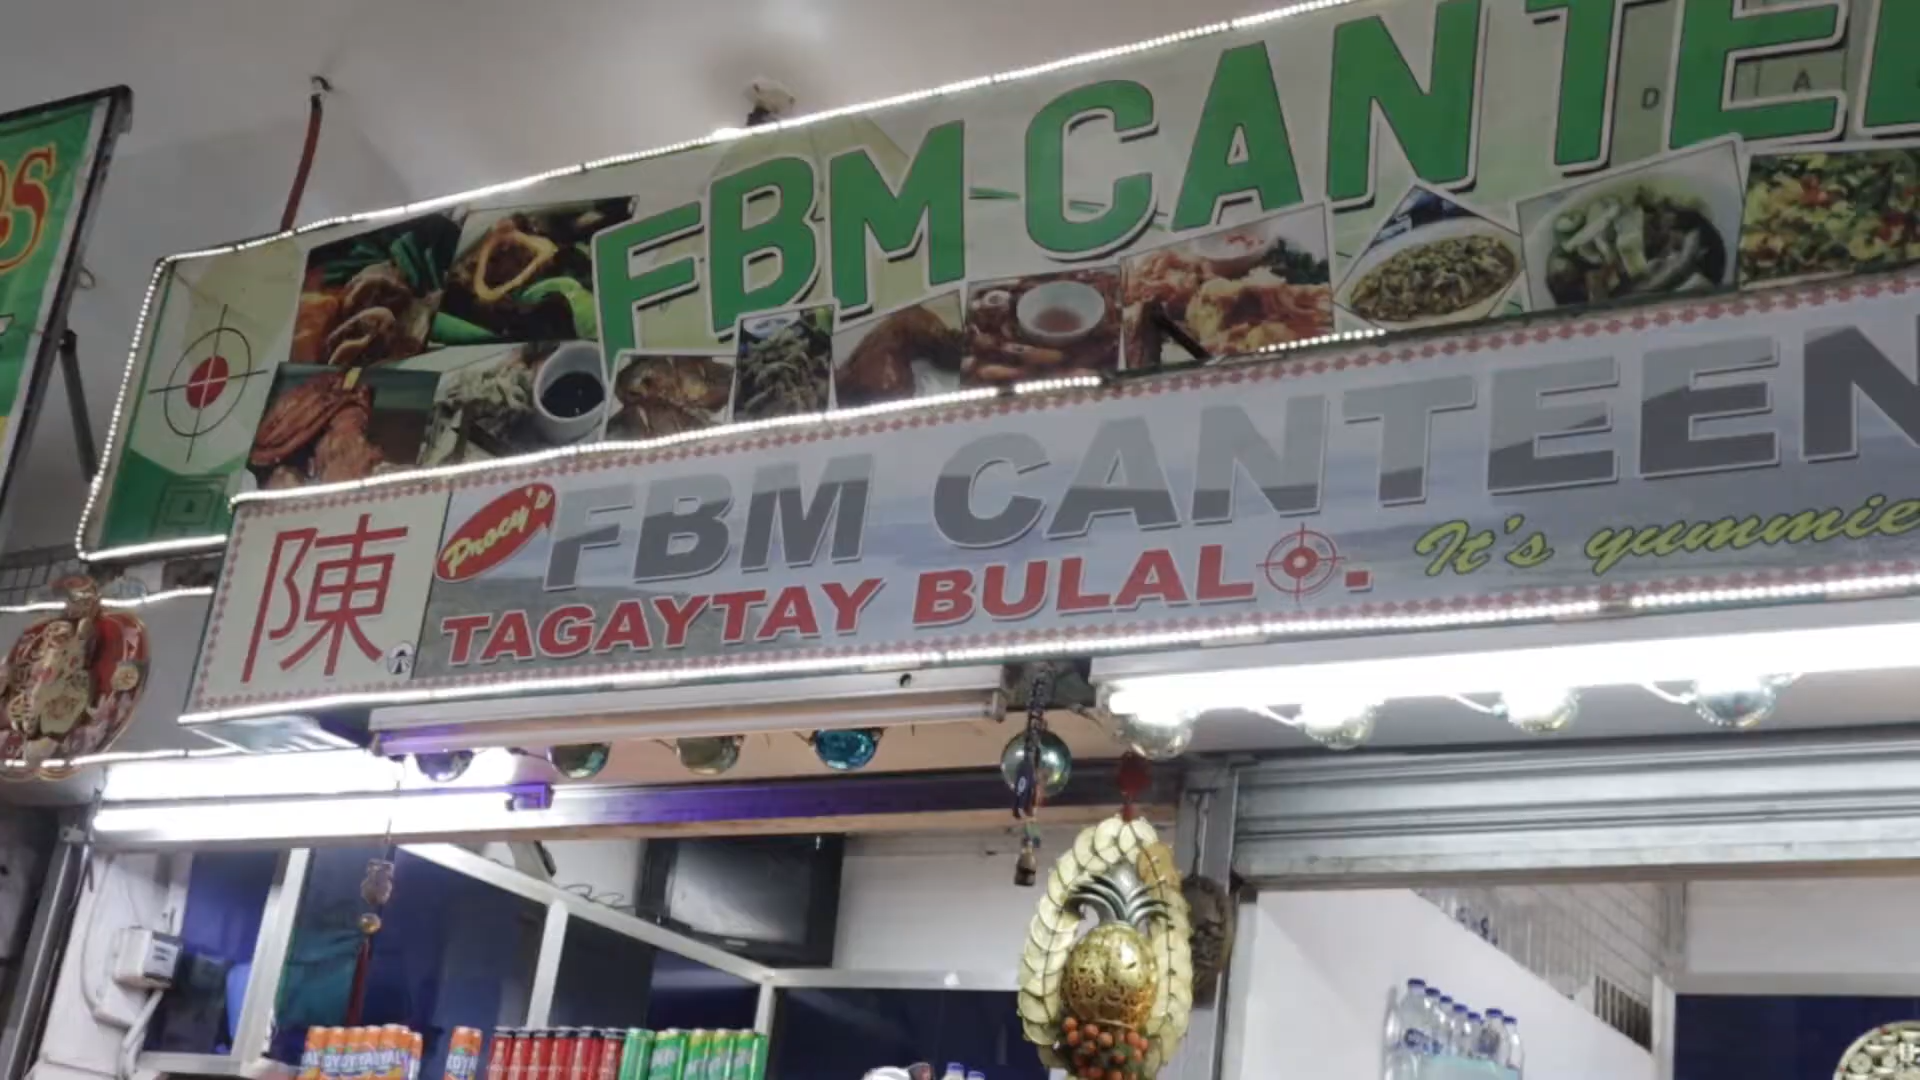 FBM CANTEE
陳
Procy's
FBM CANTEEN
TAGAYTAY BULALO.
It's yummie